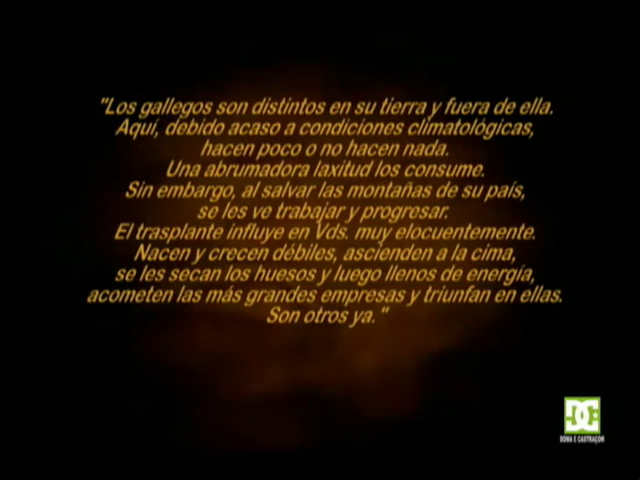 "Los gallegos son distintos en su tierra y fuera de ella.
Aquí, debido acaso a condiciones climatológicas,
hacen poco o no hacen nada.
Una abrumadora laxitud los consume.
Sin embargo, al salvar las montañas de su país,
se les ve trabajar y progresar.
El trasplante influye en Vds. muy elocuentemente.
Nacen y crecen débiles, ascienden a la cima,
se les secan los huesos y luego llenos de energía,
acometen las más grandes empresas y triunfan en ellas.
Son otros ya."
DC
DOMA E CASTRAÇOM